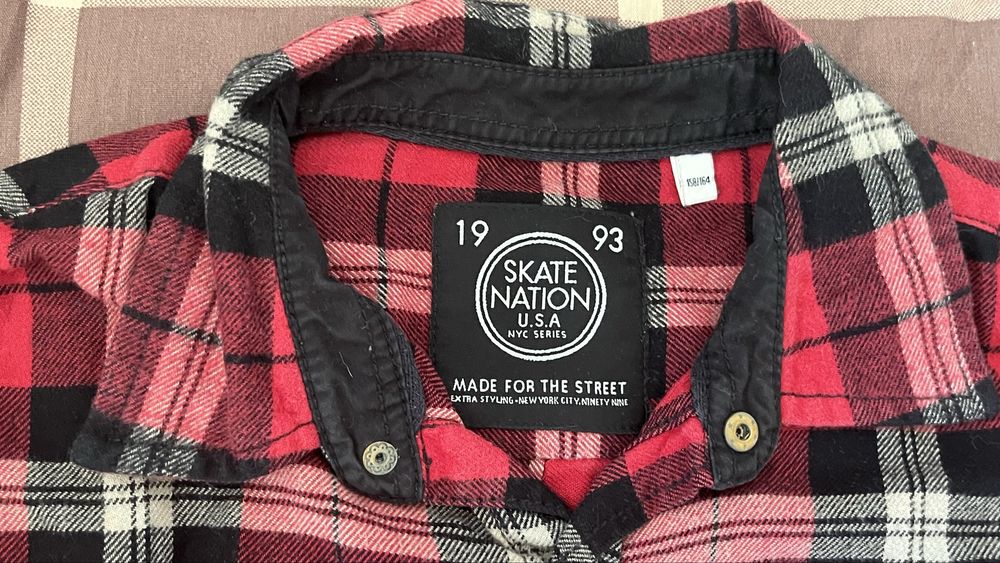 158/164
19 93
SKATE
NATION
U.S.A
NYC SERIES
MADE FOR THE STREET
EXTRA STYLING-NEW YORK CITY.NINETY NINE